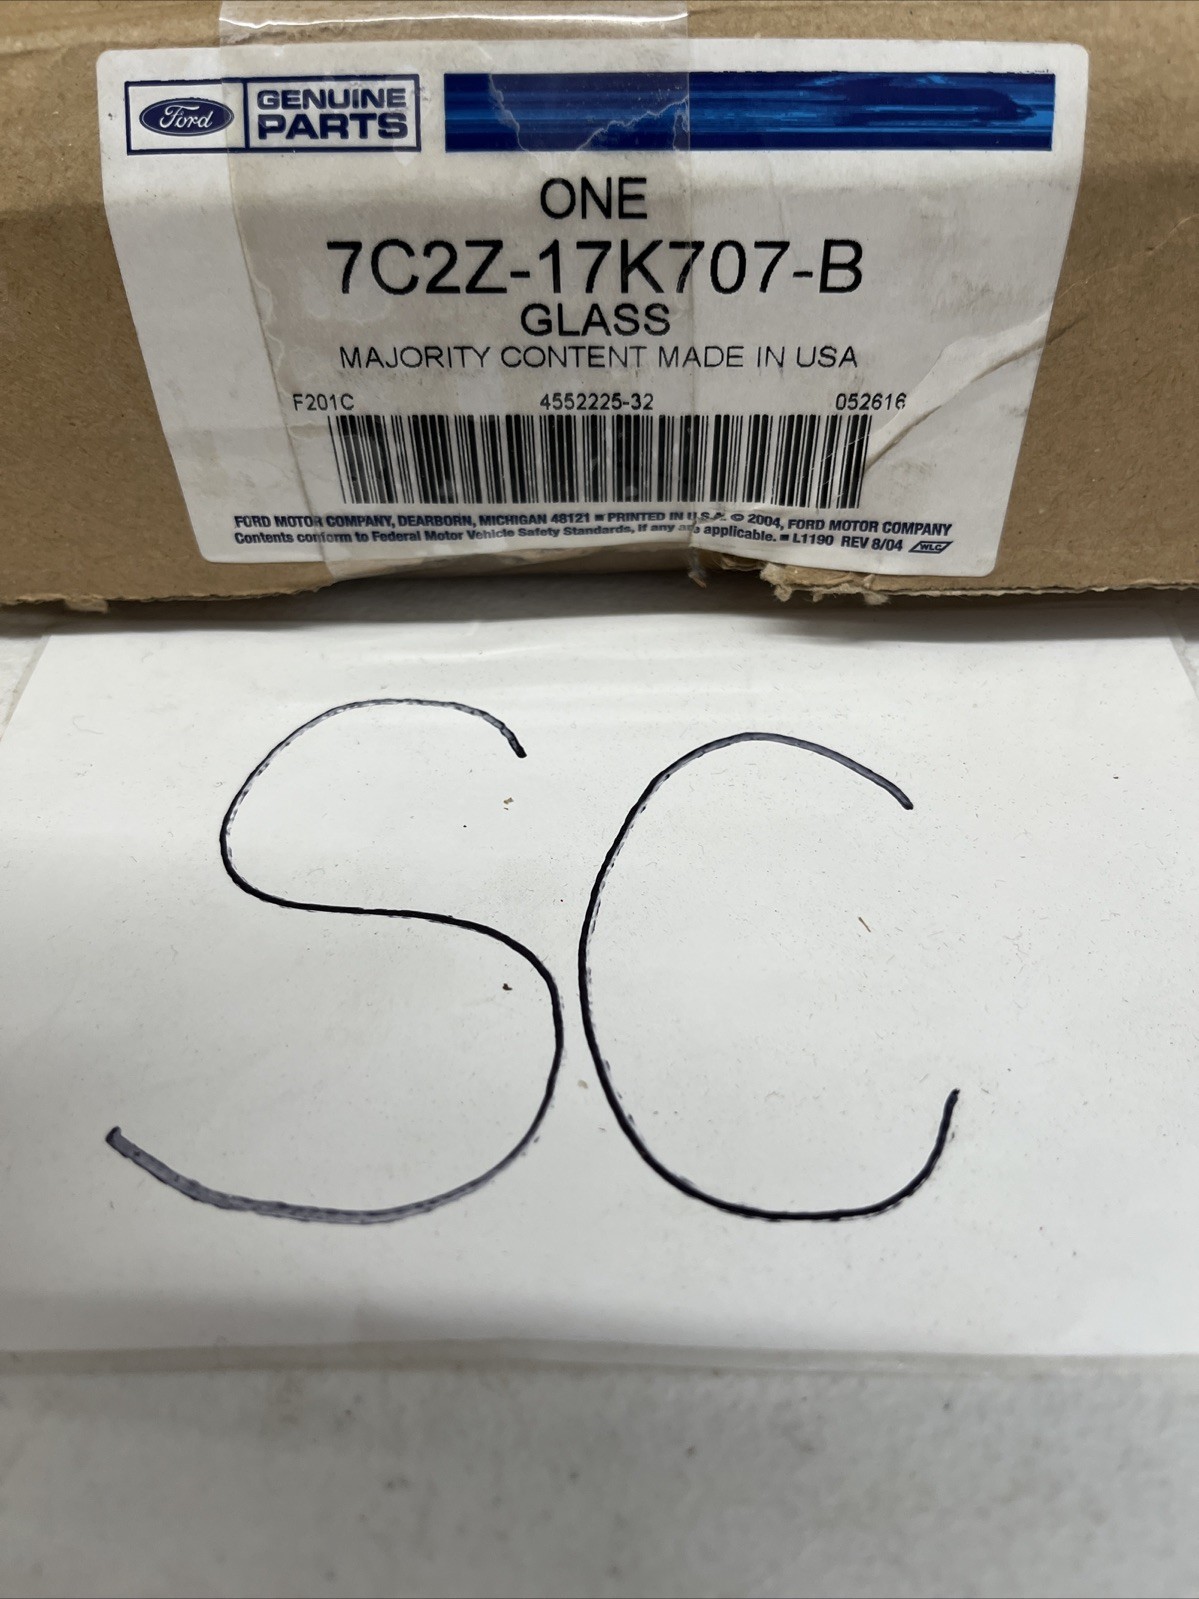 Ford
GENUINE
PARTS
ONE
7C2Z-17K707-B
GLASS
MAJORITY CONTENT MADE IN USA
F201C 4552225-32 052616
FORD MOTOR COMPANY, DEARBORN, MICHIGAN 48121 ■ PRINTED IN U.S.A. © 2004, FORD MOTOR COMPANY
Contents conform to Federal Motor Vehicle Safety Standards, if any are applicable. ■ L1190 REV 8/04 WLC
SC